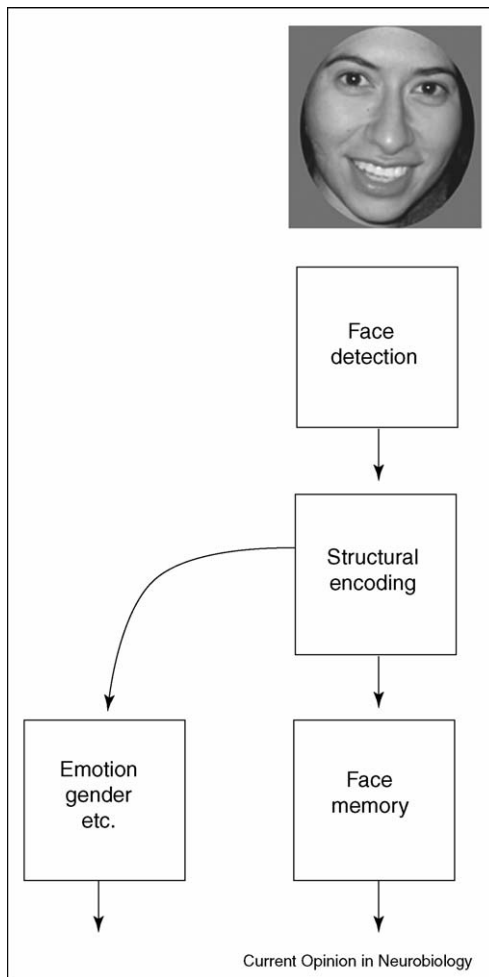 Face
detection
Structural
encoding
Emotion
gender
etc.
Face
memory
Current Opinion in Neurobiology